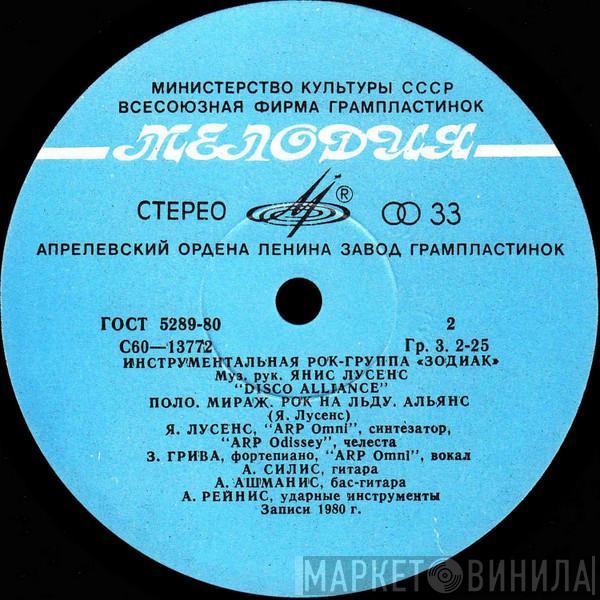 МИНИСТЕРСТВО КУЛЬТУРЫ СССР
ВСЕСОЮЗНАЯ ФИРМА ГРАМПЛАСТИНОК
МЕЛОДИЯ
СТЕРЕО М ® 33
АПРЕЛЕВСКИЙ ОРДЕНА ЛЕНИНА ЗАВОД ГРАМПЛАСТИНОК
ГОСТ 5289-80 2
С60—13772 Гр. 3. 2-25
ИНСТРУМЕНТАЛЬНАЯ РОК-ГРУППА «ЗОДИАК»
Муз. рук. ЯНИС ЛУСЕНС
"DISCO ALLIANCE"
ПОЛО. МИРАЖ. РОК НА ЛЬДУ. АЛЬЯНС
(Я. Лусенс)
Я. ЛУСЕНС, "ARP Omni", синтезатор,
"ARP Odissey", челеста
З. ГРИВА, фортепиано, "ARP Omni", вокал
А. СИЛИС, гитара
А. АШМАНИС, бас-гитара
А. РЕЙНИС, ударные инструменты
Записи 1980 г.
МАРКЕТ ВИНИЛА